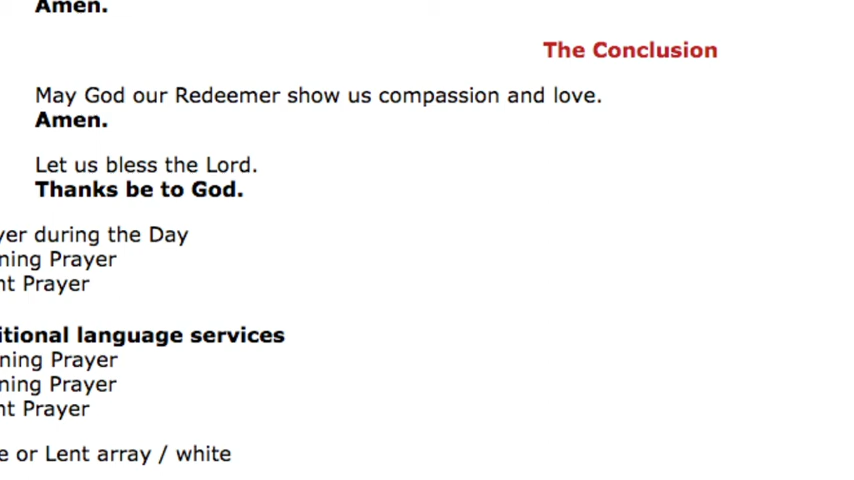 Amen.
The Conclusion
May God our Redeemer show us compassion and love.
Amen.
Let us bless the Lord.
Thanks be to God.
yer during the Day
ning Prayer
nt Prayer
itional language services
ning Prayer
ning Prayer
nt Prayer
e or Lent array / white